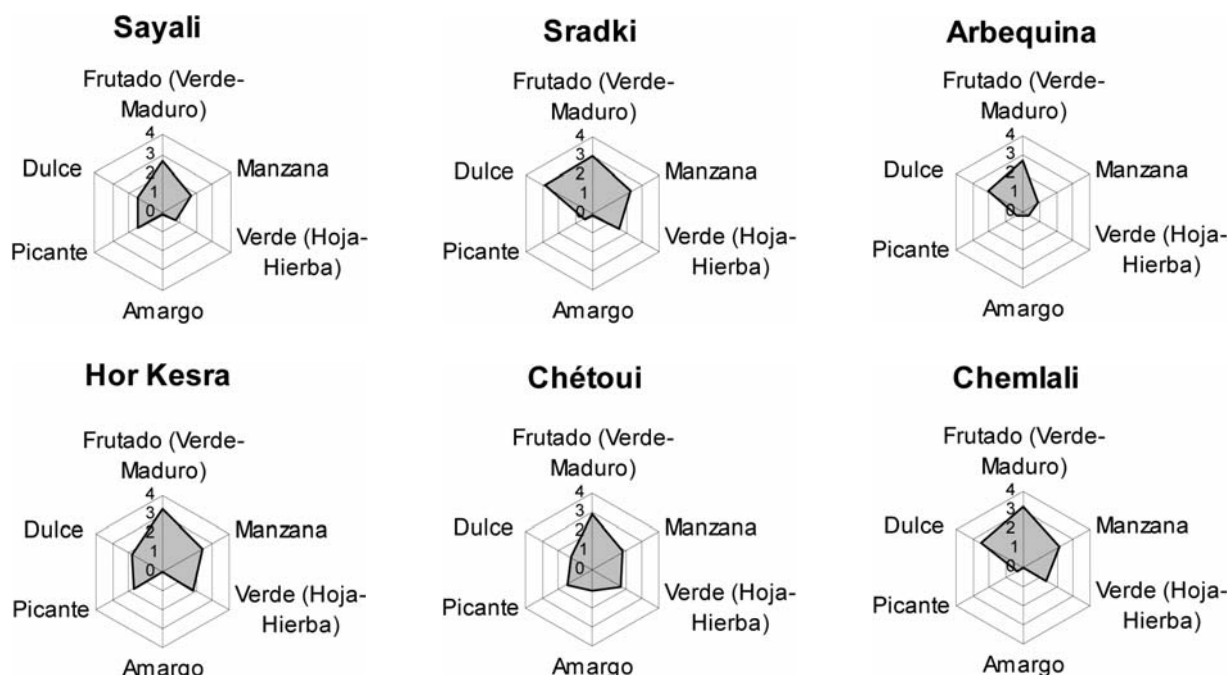 Sayali
Frutado (Verde-
Maduro)
4
3
2
1
0
Dulce
Manzana
Picante
Verde (Hoja-
Hierba)
Amargo
Sradki
Frutado (Verde-
Maduro)
4
3
2
1
0
Dulce
Manzana
Picante
Verde (Hoja-
Hierba)
Amargo
Arbequina
Frutado (Verde-
Maduro)
4
3
2
1
0
Dulce
Manzana
Picante
Verde (Hoja-
Hierba)
Amargo
Hor Kesra
Frutado (Verde-
Maduro)
4
3
2
1
0
Dulce
Manzana
Picante
Verde (Hoja-
Hierba)
Amargo
Chétoui
Frutado (Verde-
Maduro)
4
3
2
1
0
Dulce
Manzana
Picante
Verde (Hoja-
Hierba)
Amargo
Chemlali
Frutado (Verde-
Maduro)
4
3
2
1
0
Dulce
Manzana
Picante
Verde (Hoja-
Hierba)
Amargo